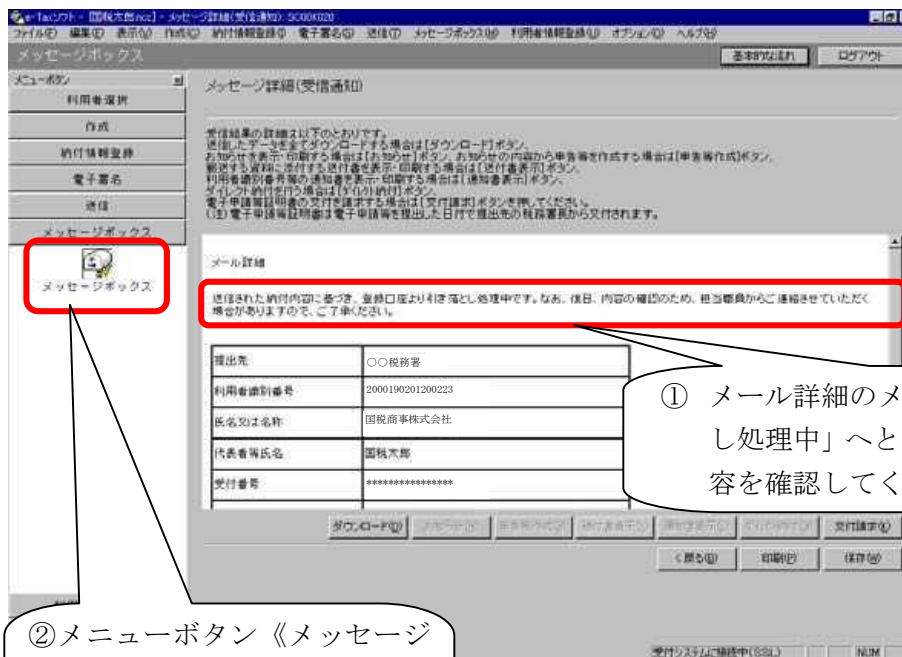 e-Taxソフト - [国税太郎.ncc] - メッセージ詳細(受信通知): SC00K020
ファイル(F) 編集(E) 表示(V) 作成(C) 納付情報登録(I) 電子署名(S) 送信(T) メッセージボックス(M) 利用者情報登録(U) オプション(O) ヘルプ(H)
メッセージボックス
基本的な流れ
ログアウト
メニューボタン
利用者選択
作成
納付情報登録
電子署名
送信
メッセージボックス
メッセージボックス
メッセージ詳細(受信通知)
受信結果の詳細は以下のとおりです。
送信したデータを全てダウンロードする場合は[ダウンロード]ボタン、
お知らせを表示・印刷する場合は[お知らせ]ボタン、お知らせの内容から申告等を作成する場合は[申告等作成]ボタン、
郵送する資料に添付する送付書を表示・印刷する場合は[送付書表示]ボタン、
利用者識別番号等の通知書を表示・印刷する場合は[通知書表示]ボタン、
ダイレクト納付を行う場合は[ダイレクト納付]ボタン、
電子申請等証明書の交付を請求する場合は[交付請求]ボタンを押してください。
(注)電子申請等証明書は電子申請等を提出した日付で提出先の税務署長から交付されます。
メール詳細
送信された納付内容に基づき、登録口座より引き落とし処理中です。なお、後日、内容の確認のため、担当職員からご連絡させていただく
場合がありますので、ご了承ください。
提出先 ○○税務署
利用者識別番号 2000190201200223
氏名又は名称 国税商事株式会社
代表者等氏名 国税太郎
受付番号 ****************
① メール詳細のメ
し処理中」へと
容を確認してく
ダウンロード(D)
交付請求(K)
<戻る(B)
印刷(P)
保存(W)
②メニューボタン《メッセージ
受付システムに接続中(SSL)
NUM